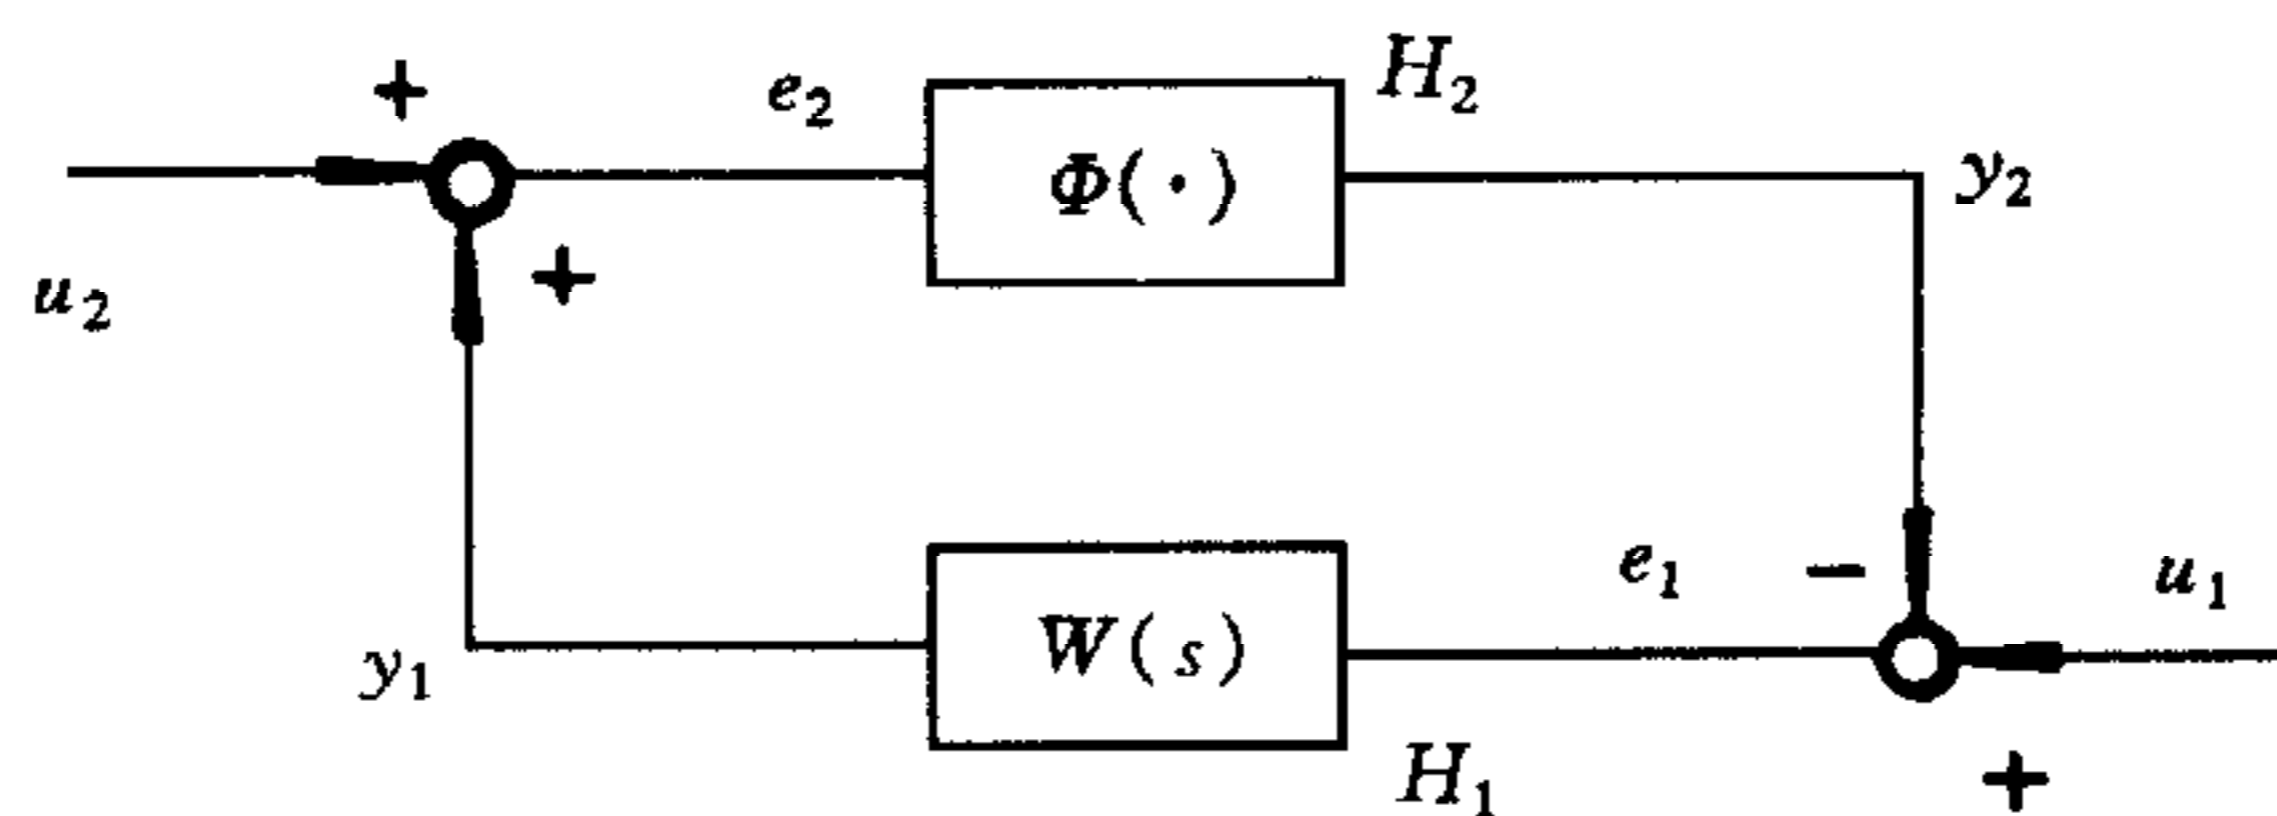 + e₂ H₂
Φ(·) y₂
u₂ +
e₁ − u₁
y₁ W(s)
H₁ +